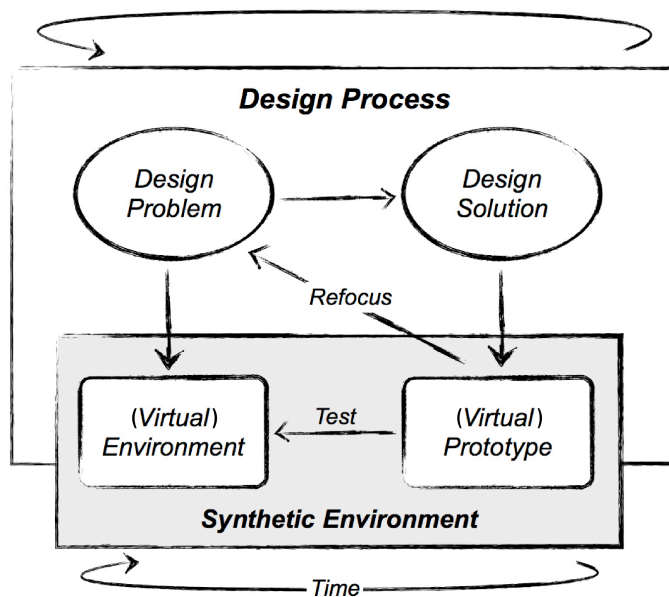 Design Process
Design
Problem
Design
Solution
Refocus
(Virtual)
Environment
Test
(Virtual)
Prototype
Synthetic Environment
Time